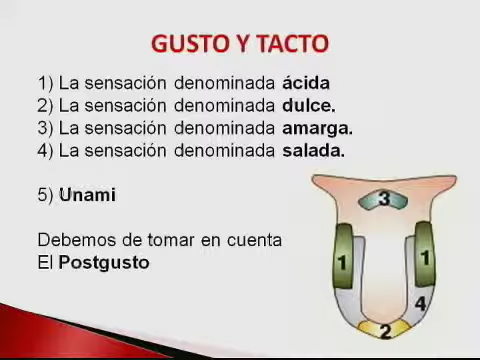 GUSTO Y TACTO
1) La sensación denominada ácida
2) La sensación denominada dulce.
3) La sensación denominada amarga.
4) La sensación denominada salada.
5) Unami
Debemos de tomar en cuenta
El Postgusto
3
1 1
4
2